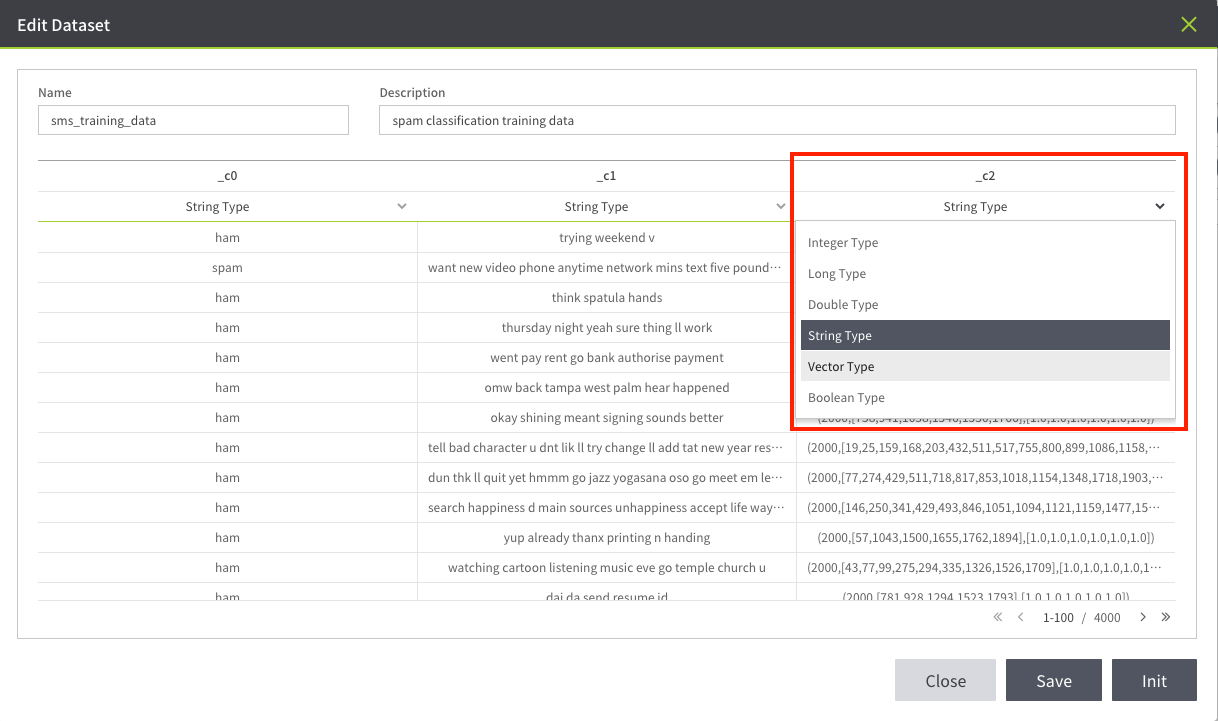 Edit Dataset
Name
Description
sms_training_data
spam classification training data
_c0 _c1 _c2
String Type String Type String Type
Integer Type
Long Type
Double Type
String Type
Vector Type
Boolean Type
ham trying weekend v
spam want new video phone anytime network mins text five pound···
ham think spatula hands
ham thursday night yeah sure thing ll work
ham went pay rent go bank authorise payment
ham omw back tampa west palm hear happened
ham okay shining meant signing sounds better
ham tell bad character u dnt lik ll try change ll add tat new year res··· (2000,[19,25,159,168,203,432,511,517,755,800,899,1086,1158,···
ham dun thk ll quit yet hmmm go jazz yogasana oso go meet em le··· (2000,[77,274,429,511,718,817,853,1018,1154,1348,1718,1903,···
ham search happiness d main sources unhappiness accept life way··· (2000,[146,250,341,429,493,846,1051,1094,1121,1159,1477,15···
ham yup already thanx printing n handing (2000,[57,1043,1500,1655,1762,1894],[1.0,1.0,1.0,1.0,1.0,1.0])
ham watching cartoon listening music eve go temple church u (2000,[43,77,99,275,294,335,1326,1526,1709],[1.0,1.0,1.0,1.0,1···
ham dai da send resume id (2000,[781,928,1294,1523,1793],[1.0,1.0,1.0,1.0,1.0])
1-100 / 4000
Close Save Init